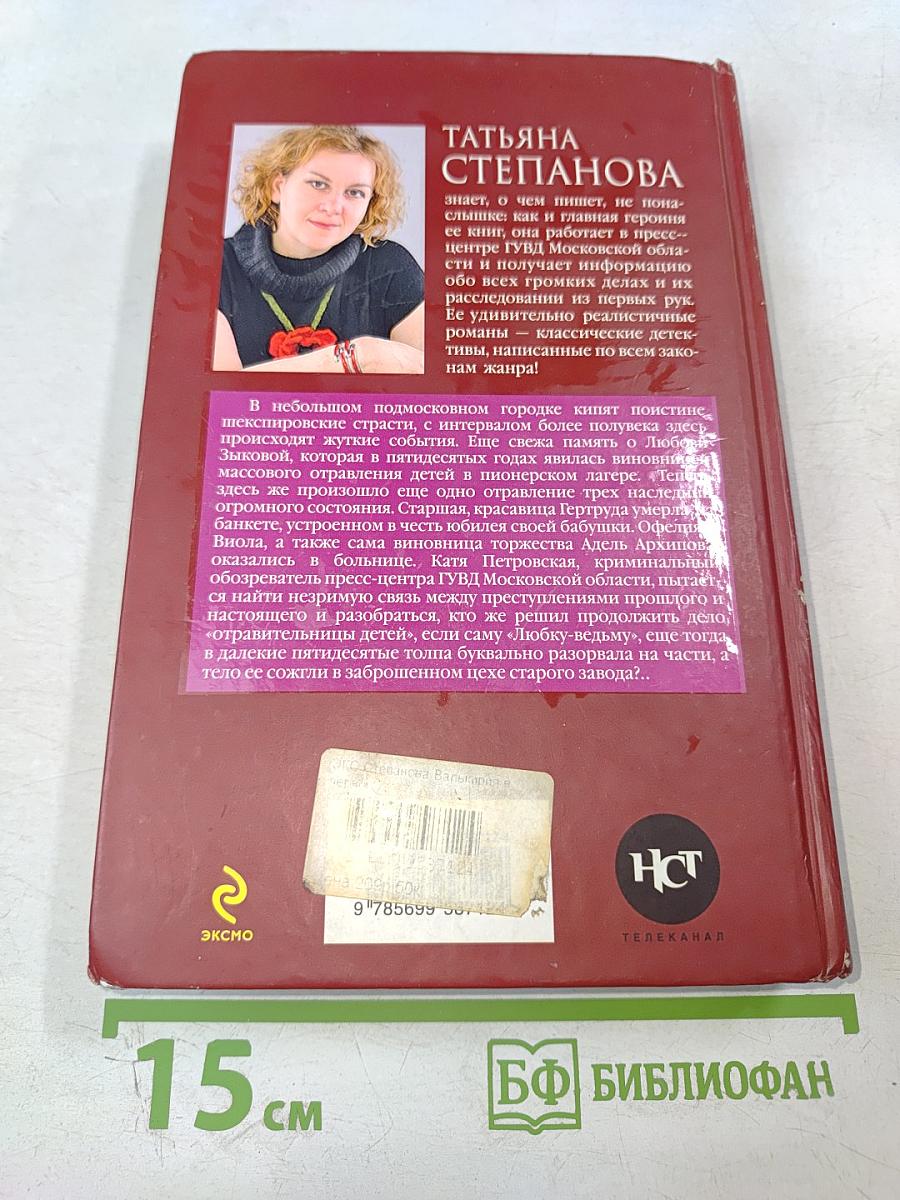 ТАТЬЯНА
СТЕПАНОВА
знает, о чем пишет, не пона-
слышке: как и главная героиня
ее книг, она работает в пресс--
центре ГУВД Московской обла-
сти и получает информацию
обо всех громких делах и их
расследовании из первых рук.
Ее удивительно реалистичные
романы — классические детек-
тивы, написанные по всем зако-
нам жанра!
В небольшом подмосковном городке кипят поистине
шекспировские страсти, с интервалом более полувека здесь
происходят жуткие события. Еще свежа память о Любови
Зыковой, которая в пятидесятых годах явилась виновницей
массового отравления детей в пионерском лагере. Теперь
здесь же произошло еще одно отравление трех наследниц
огромного состояния. Старшая, красавица Гертруда умерла
банкете, устроенном в честь юбилея своей бабушки. Офелия
Виола, а также сама виновница торжества Адель Архипова
оказались в больнице. Катя Петровская, криминальный
обозреватель пресс-центра ГУВД Московской области, пытает-
ся найти незримую связь между преступлениями прошлого и
настоящего и разобраться, кто же решил продолжить дело
«отравительницы детей», если саму «Любку-ведьму», еще тогда
в далекие пятидесятые толпа буквально разорвала на части, а
тело ее сожгли в заброшенном цехе старого завода?..
Степанова Валькирия в
9 785699
ЭКСМО
НСТ
ТЕЛЕКАНАЛ
15 см
БФ БИБЛИОФАН